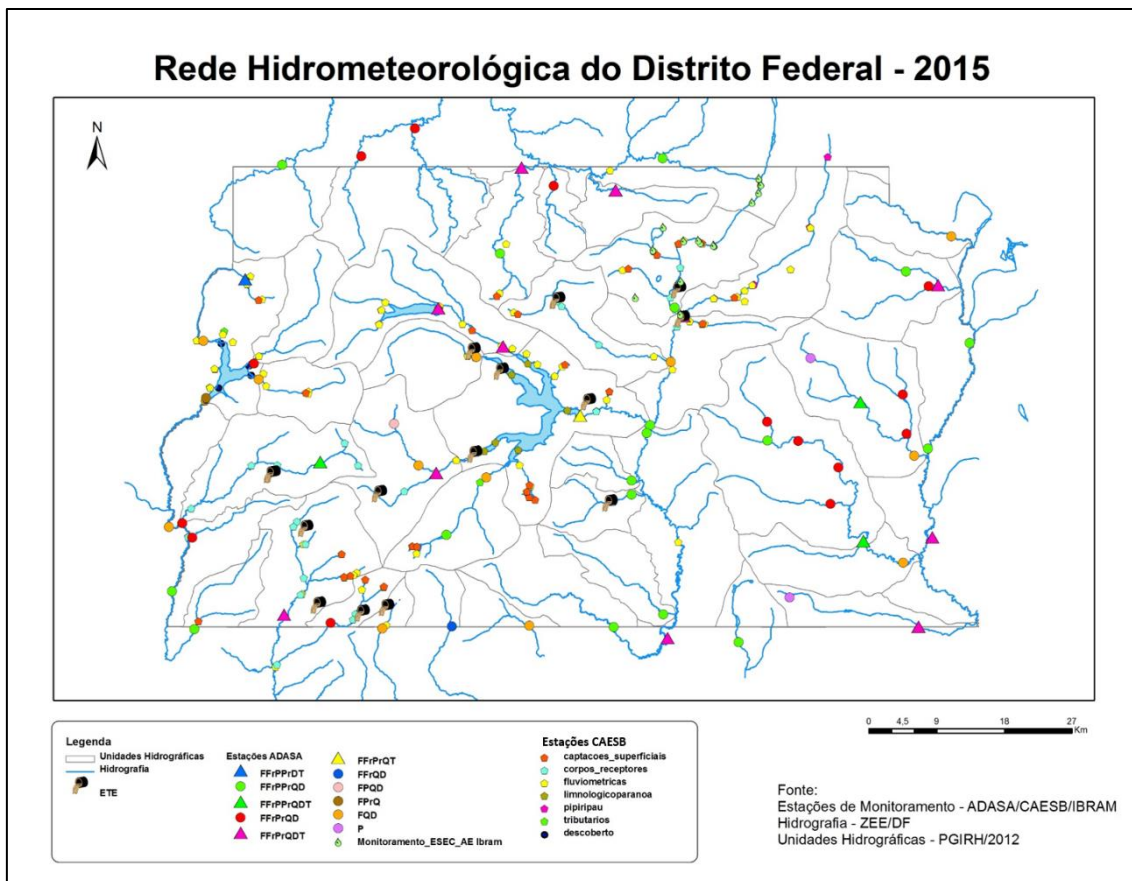 Rede Hidrometeorológica do Distrito Federal - 2015
N
Legenda
Unidades Hidrográficas
Hidrografia
ETE
Estações ADASA
FFrPPrDT
FFrPPrQD
FFrPPrQDT
FFrPrQD
FFrPrQDT
FFrPrQT
FFrQD
FPQD
FPrQ
FQD
P
Monitoramento_ESEC_AE Ibram
Estações CAESB
captacoes_superficiais
corpos_receptores
fluviometricas
limnologicoparanoa
pipiripau
tributarios
descoberto
0 4,5 9 18 27
Km
Fonte:
Estações de Monitoramento - ADASA/CAESB/IBRAM
Hidrografia - ZEE/DF
Unidades Hidrográficas - PGIRH/2012